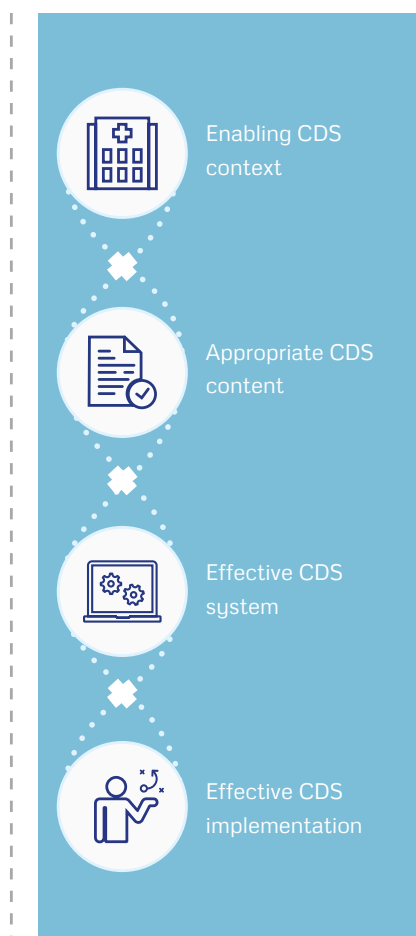 Enabling CDS
context
Appropriate CDS
content
Effective CDS
system
Effective CDS
implementation